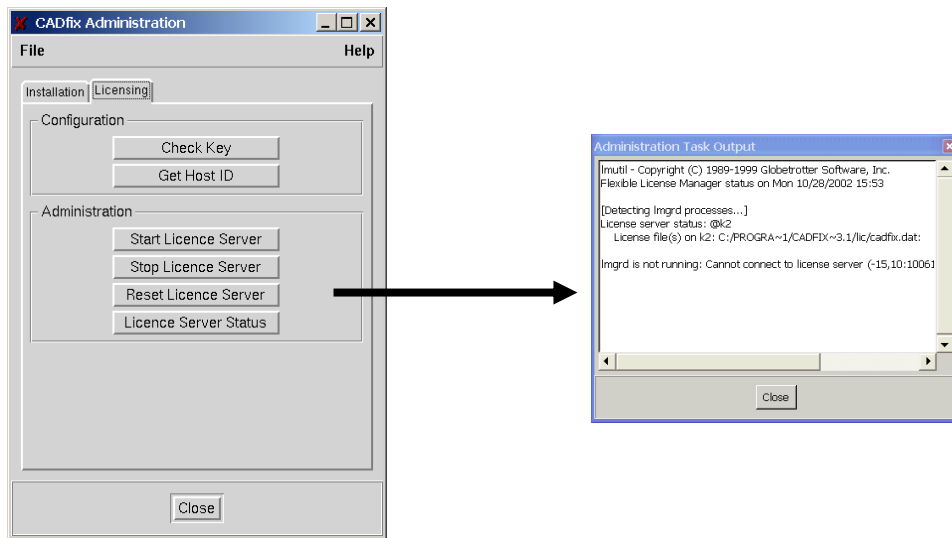 CADfix Administration
File Help
Installation Licensing
Configuration
Check Key
Get Host ID
Administration
Start Licence Server
Stop Licence Server
Reset Licence Server
Licence Server Status
Close
Administration Task Output
lmutil - Copyright (C) 1989-1999 Globetrotter Software, Inc.
Flexible License Manager status on Mon 10/28/2002 15:53
[Detecting lmgrd processes...]
License server status: @k2
License file(s) on k2: C:/PROGRA~1/CADFIX~3.1/lic/cadfix.dat:
lmgrd is not running: Cannot connect to license server (-15,10:10061
Close